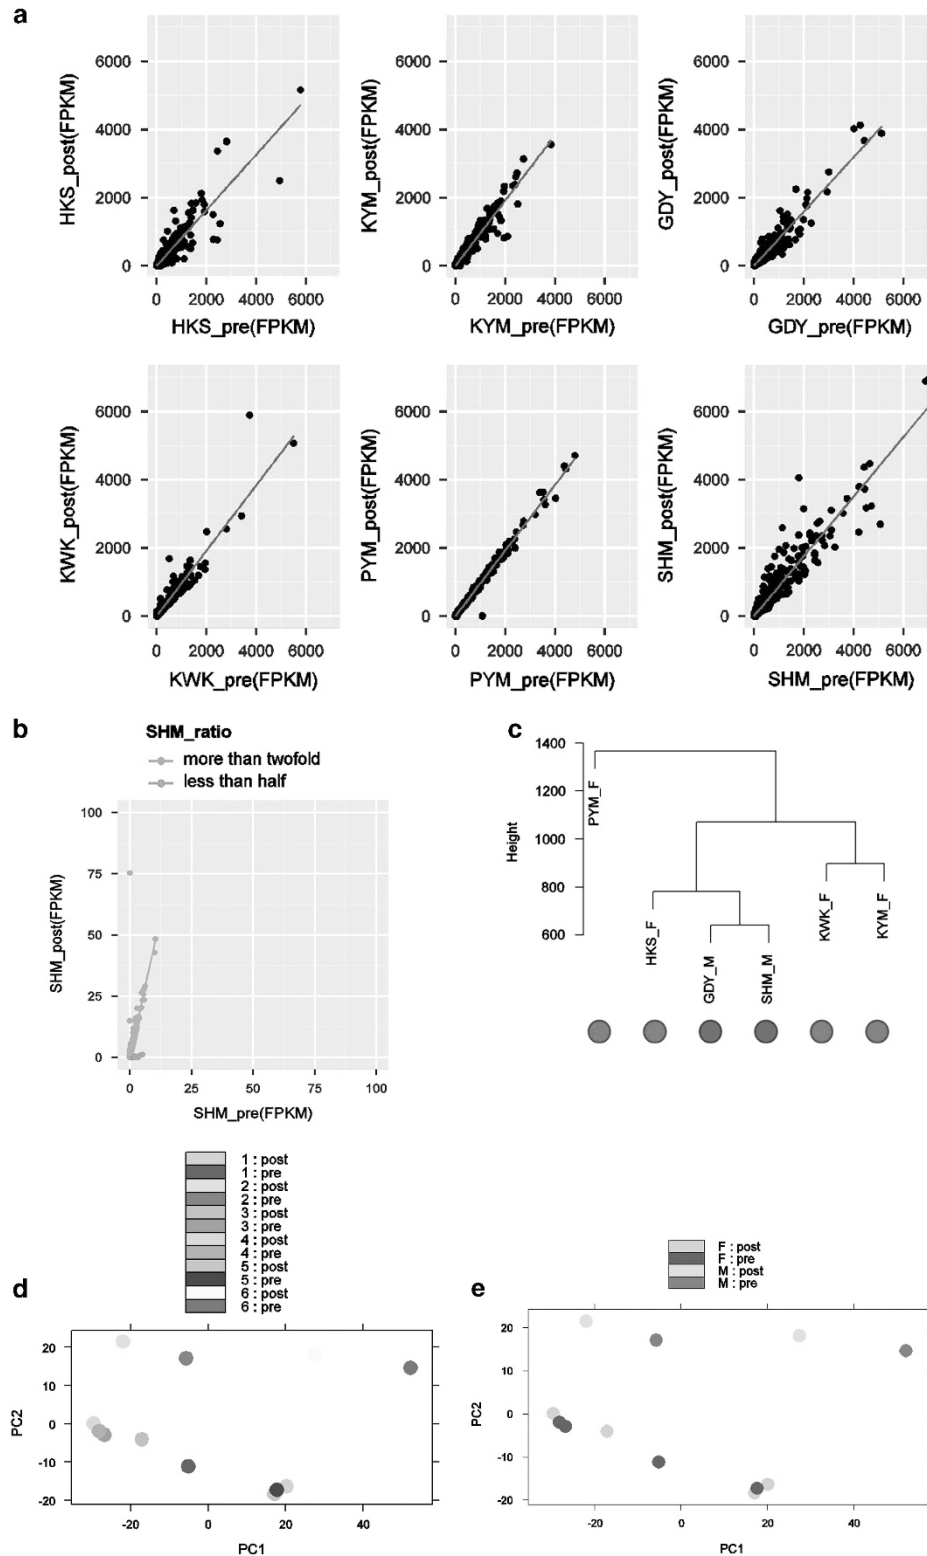 a
6000
4000
2000
0
HKS_post(FPKM)
0 2000 4000 6000
HKS_pre(FPKM)
6000
4000
2000
0
KYM_post(FPKM)
0 2000 4000 6000
KYM_pre(FPKM)
6000
4000
2000
0
GDY_post(FPKM)
0 2000 4000 6000
GDY_pre(FPKM)
6000
4000
2000
0
KWK_post(FPKM)
0 2000 4000 6000
KWK_pre(FPKM)
6000
4000
2000
0
PYM_post(FPKM)
0 2000 4000 6000
PYM_pre(FPKM)
6000
4000
2000
0
SHM_post(FPKM)
0 2000 4000 6000
SHM_pre(FPKM)
b
SHM_ratio
more than twofold
less than half
100
75
50
25
0
SHM_post(FPKM)
0 25 50 75 100
SHM_pre(FPKM)
c
1400
1200
1000
800
600
Height
PYM_F
HKS_F
GDY_M
SHM_M
KWK_F
KYM_F
1 : post
1 : pre
2 : post
2 : pre
3 : post
3 : pre
4 : post
4 : pre
5 : post
5 : pre
6 : post
6 : pre
d
20
10
0
-10
-20
PC2
-20 0 20 40
PC1
F : post
F : pre
M : post
M : pre
e
20
10
0
-10
-20
PC2
-20 0 20 40
PC1